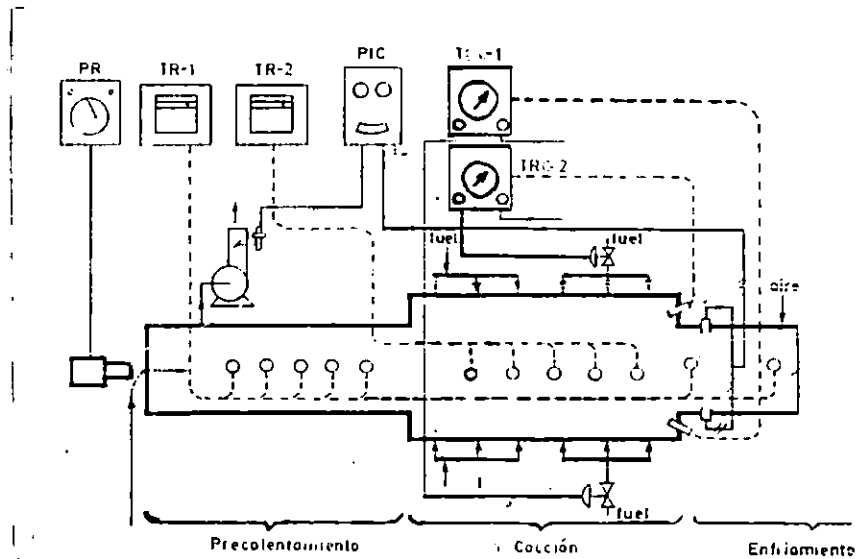 PR
TR-1
TR-2
PIC
TRC-2
fuel
fuel
aire
fuel
Precalentamiento
Cocción
Enfriamiento